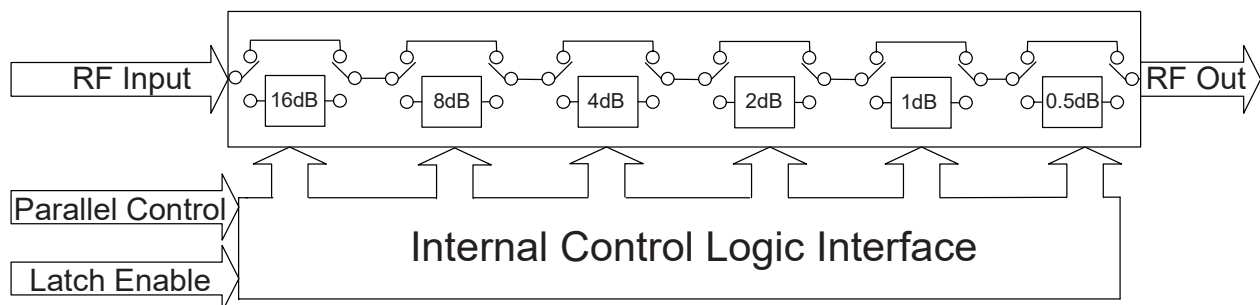 RF Input
16dB
8dB
4dB
2dB
1dB
0.5dB
RF Out
Parallel Control
Latch Enable
Internal Control Logic Interface